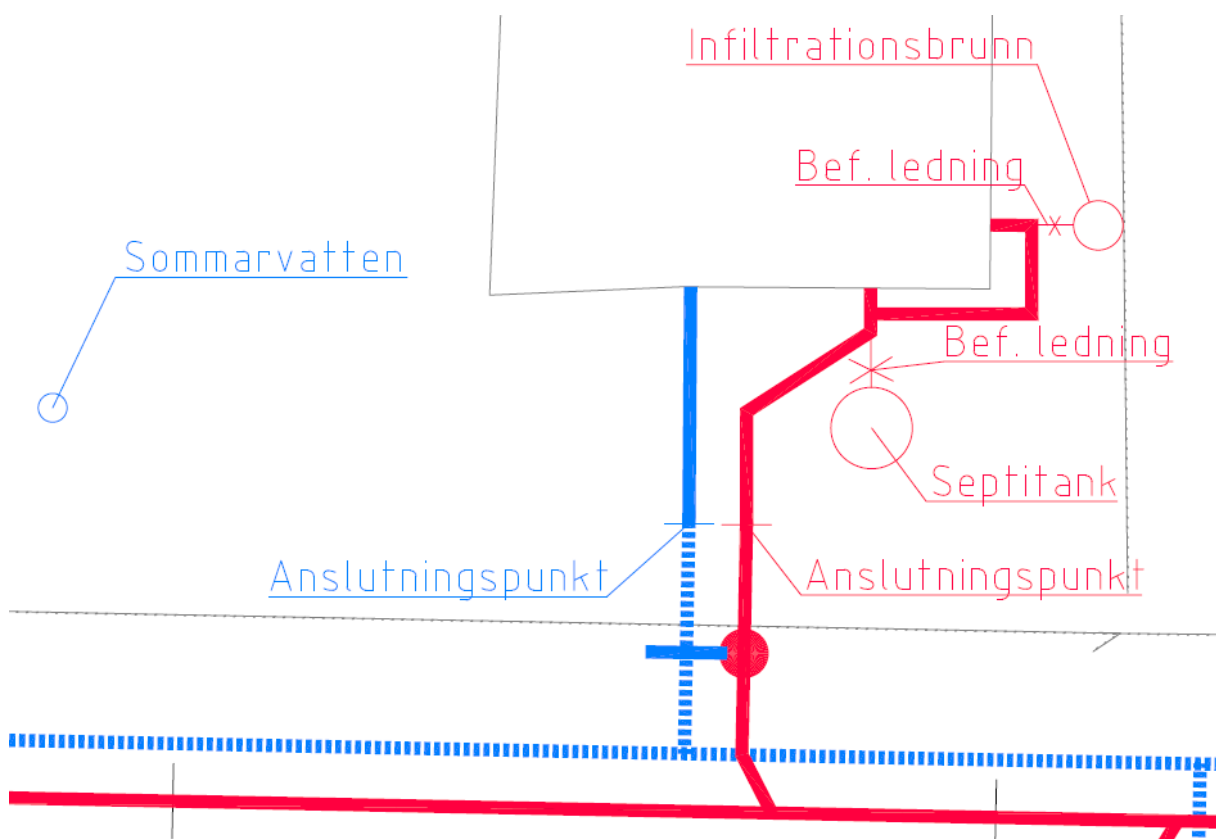 Infiltrationsbrunn
Bef. ledning
Sommarvatten
Bef. ledning
Septitank
Anslutningspunkt
Anslutningspunkt